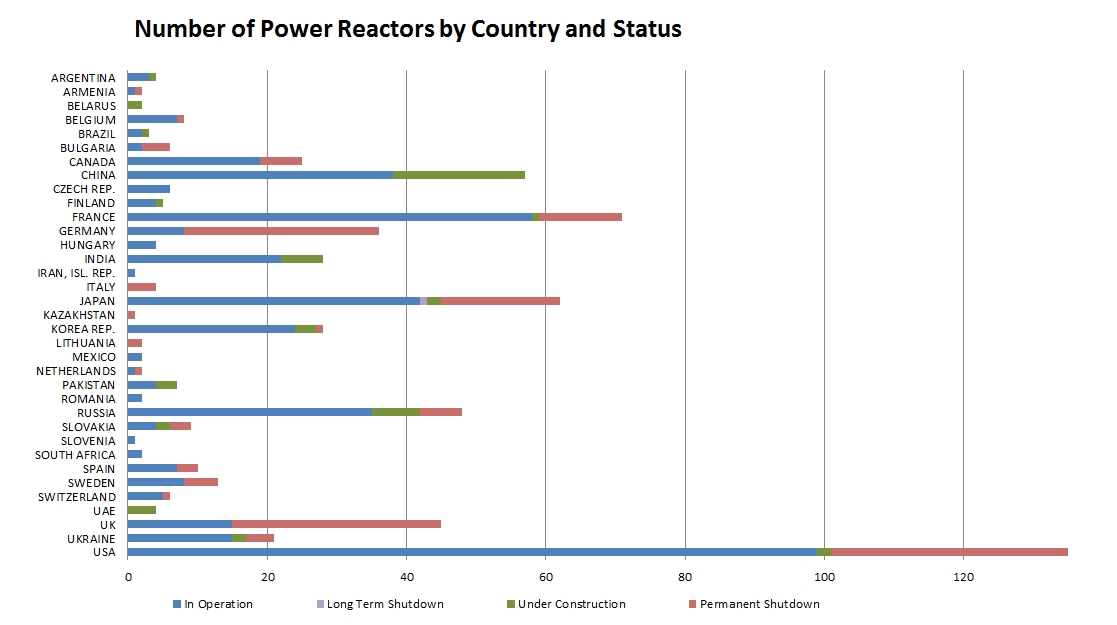 Number of Power Reactors by Country and Status
ARGENTINA
ARMENIA
BELARUS
BELGIUM
BRAZIL
BULGARIA
CANADA
CHINA
CZECH REP.
FINLAND
FRANCE
GERMANY
HUNGARY
INDIA
IRAN, ISL. REP.
ITALY
JAPAN
KAZAKHSTAN
KOREA REP.
LITHUANIA
MEXICO
NETHERLANDS
PAKISTAN
ROMANIA
RUSSIA
SLOVAKIA
SLOVENIA
SOUTH AFRICA
SPAIN
SWEDEN
SWITZERLAND
UAE
UK
UKRAINE
USA
0 20 40 60 80 100 120
In Operation Long Term Shutdown Under Construction Permanent Shutdown